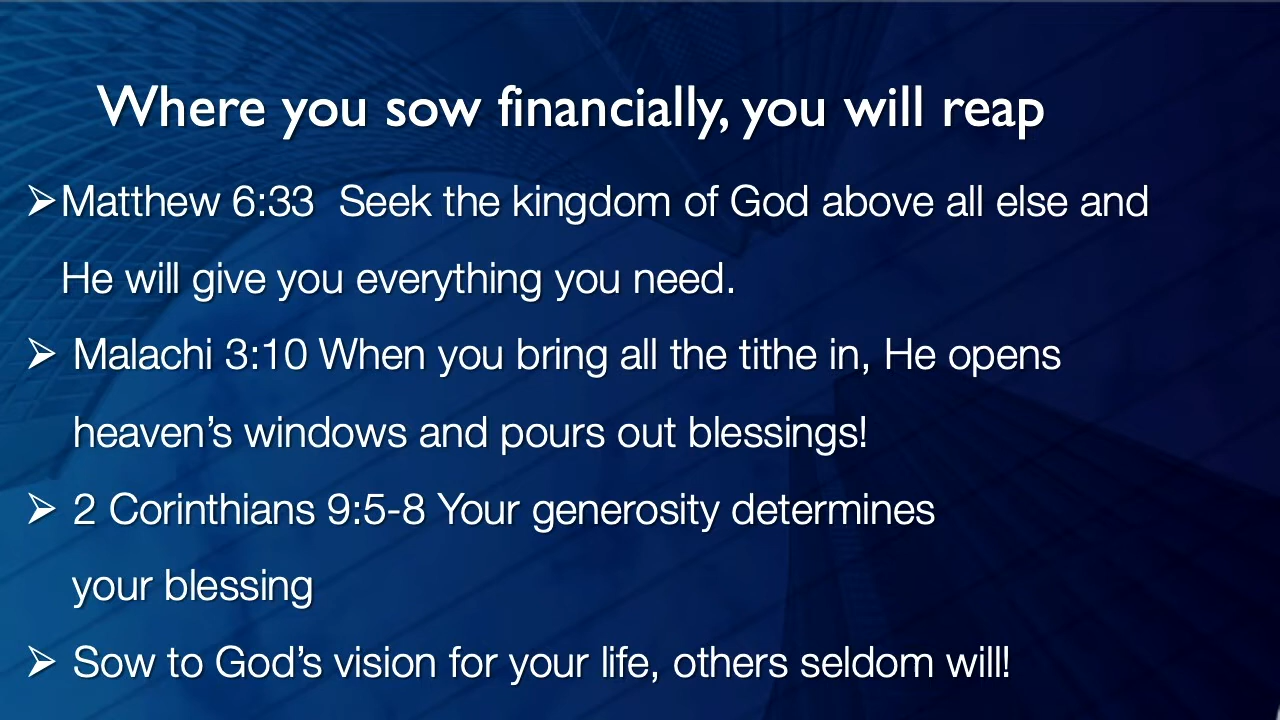 Where you sow financially, you will reap
➢Matthew 6:33  Seek the kingdom of God above all else and
He will give you everything you need.
➢ Malachi 3:10 When you bring all the tithe in, He opens
heaven’s windows and pours out blessings!
➢ 2 Corinthians 9:5-8 Your generosity determines
your blessing
➢ Sow to God’s vision for your life, others seldom will!